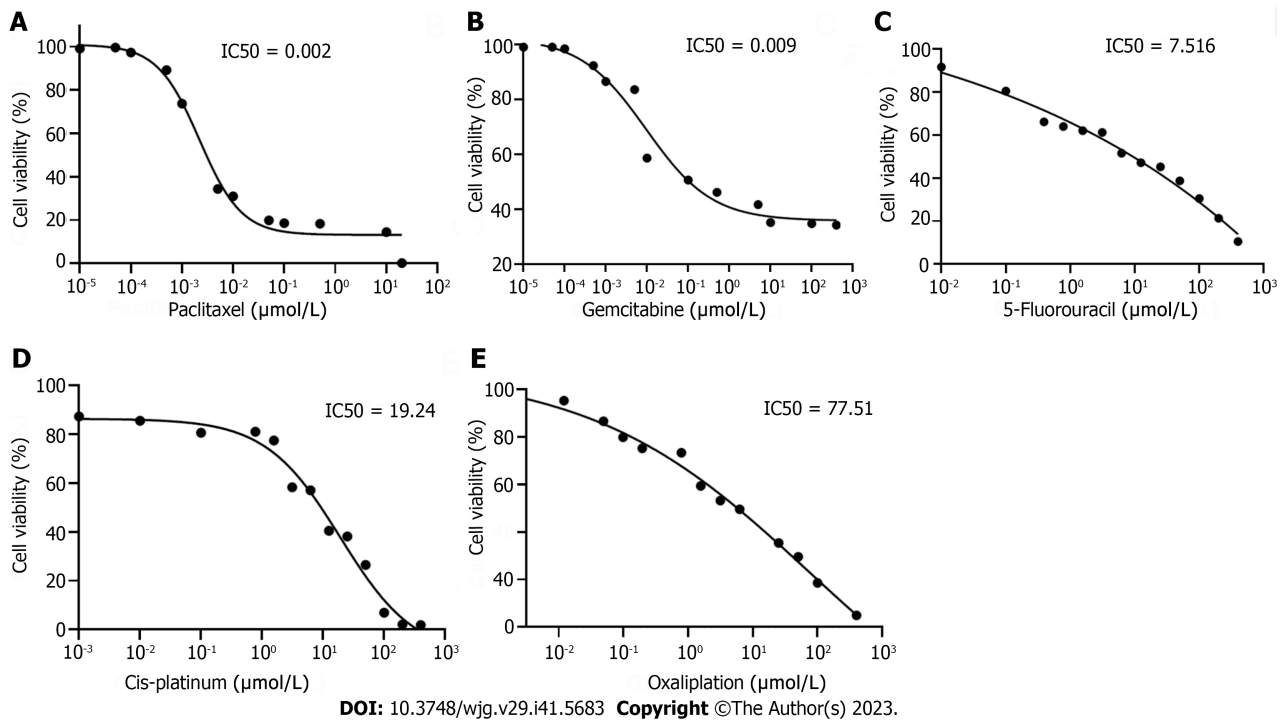 A
IC50 = 0.002
Cell viability (%)
100
80
60
40
20
0
10⁻⁵ 10⁻⁴ 10⁻³ 10⁻² 10⁻¹ 10⁰ 10¹ 10²
Paclitaxel (µmol/L)
B
IC50 = 0.009
Cell viability (%)
100
80
60
40
20
10⁻⁵ 10⁻⁴ 10⁻³ 10⁻² 10⁻¹ 10⁰ 10¹ 10² 10³
Gemcitabine (µmol/L)
C
IC50 = 7.516
Cell viability (%)
100
80
60
40
20
0
10⁻² 10⁻¹ 10⁰ 10¹ 10² 10³
5-Fluorouracil (µmol/L)
D
IC50 = 19.24
Cell viability (%)
100
80
60
40
20
0
10⁻³ 10⁻² 10⁻¹ 10⁰ 10¹ 10² 10³
Cis-platinum (µmol/L)
E
IC50 = 77.51
Cell viability (%)
100
80
60
40
0
10⁻² 10⁻¹ 10⁰ 10¹ 10² 10³
Oxaliplation (µmol/L)
DOI: 10.3748/wjg.v29.i41.5683 Copyright ©The Author(s) 2023.